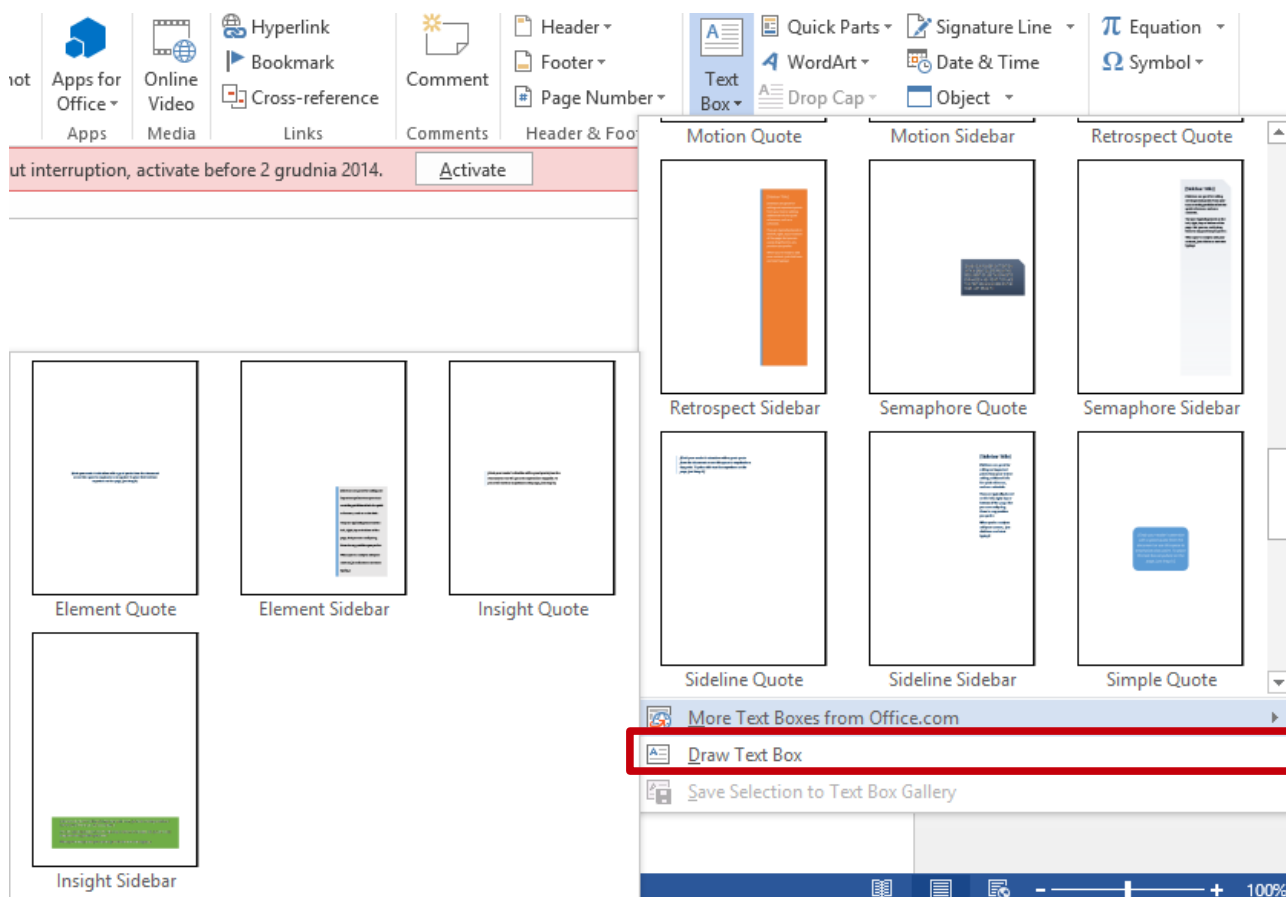 Hyperlink
Header
Quick Parts
Signature Line
Equation
Bookmark
Footer
WordArt
Date & Time
Symbol
Apps for
Office
Online
Video
Cross-reference
Comment
Page Number
Text
Box
Drop Cap
Object
Apps
Media
Links
Comments
Header & Foo
ut interruption, activate before 2 grudnia 2014.
Activate
Motion Quote
Motion Sidebar
Retrospect Quote
Retrospect Sidebar
Semaphore Quote
Semaphore Sidebar
Element Quote
Element Sidebar
Insight Quote
Sideline Quote
Sideline Sidebar
Simple Quote
More Text Boxes from Office.com
Draw Text Box
Save Selection to Text Box Gallery
Insight Sidebar
100%